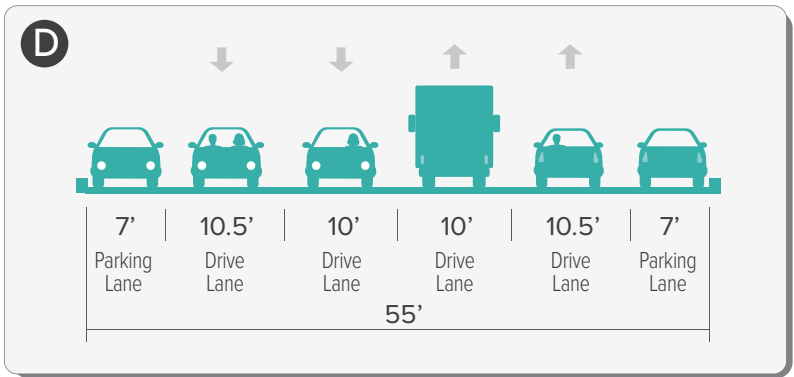 D
7’ 10.5’ 10’ 10’ 10.5’ 7’
Parking Drive Drive Drive Drive Parking
Lane Lane Lane Lane Lane Lane
55’